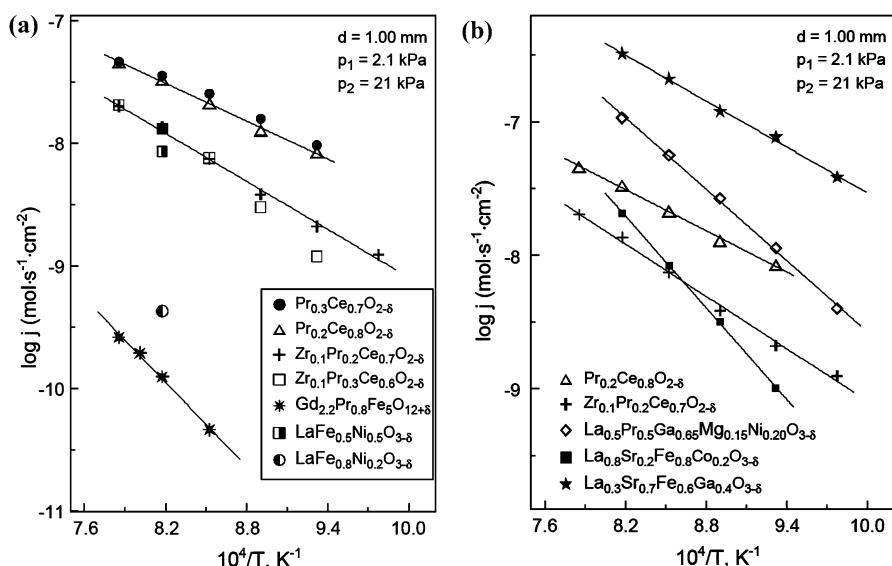 (a)
d = 1.00 mm
p₁ = 2.1 kPa
p₂ = 21 kPa
log j (mol·s⁻¹·cm⁻²)
-7
-8
-9
-10
-11
Pr₀.₃Ce₀.₇O₂₋δ
Pr₀.₂Ce₀.₈O₂₋δ
Zr₀.₁Pr₀.₂Ce₀.₇O₂₋δ
Zr₀.₁Pr₀.₃Ce₀.₆O₂₋δ
Gd₂.₂Pr₀.₈Fe₅O₁₂₊δ
LaFe₀.₅Ni₀.₅O₃₋δ
LaFe₀.₈Ni₀.₂O₃₋δ
7.6 8.2 8.8 9.4 10.0
10⁴/T, K⁻¹
(b)
d = 1.00 mm
p₁ = 2.1 kPa
p₂ = 21 kPa
log j (mol·s⁻¹·cm⁻²)
-7
-8
-9
Pr₀.₂Ce₀.₈O₂₋δ
Zr₀.₁Pr₀.₂Ce₀.₇O₂₋δ
La₀.₅Pr₀.₅Ga₀.₆₅Mg₀.₁₅Ni₀.₂₀O₃₋δ
La₀.₈Sr₀.₂Fe₀.₈Co₀.₂O₃₋δ
La₀.₃Sr₀.₇Fe₀.₆Ga₀.₄O₃₋δ
7.6 8.2 8.8 9.4 10.0
10⁴/T, K⁻¹